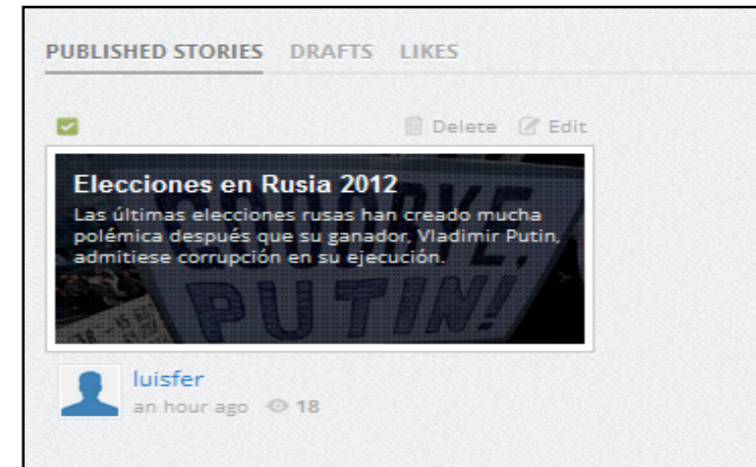 PUBLISHED STORIES DRAFTS LIKES
Delete Edit
Elecciones en Rusia 2012
Las últimas elecciones rusas han creado mucha
polémica después que su ganador, Vladimir Putin,
admitiese corrupción en su ejecución.
GOODBYE,
PUTIN!
luisfer
an hour ago 18